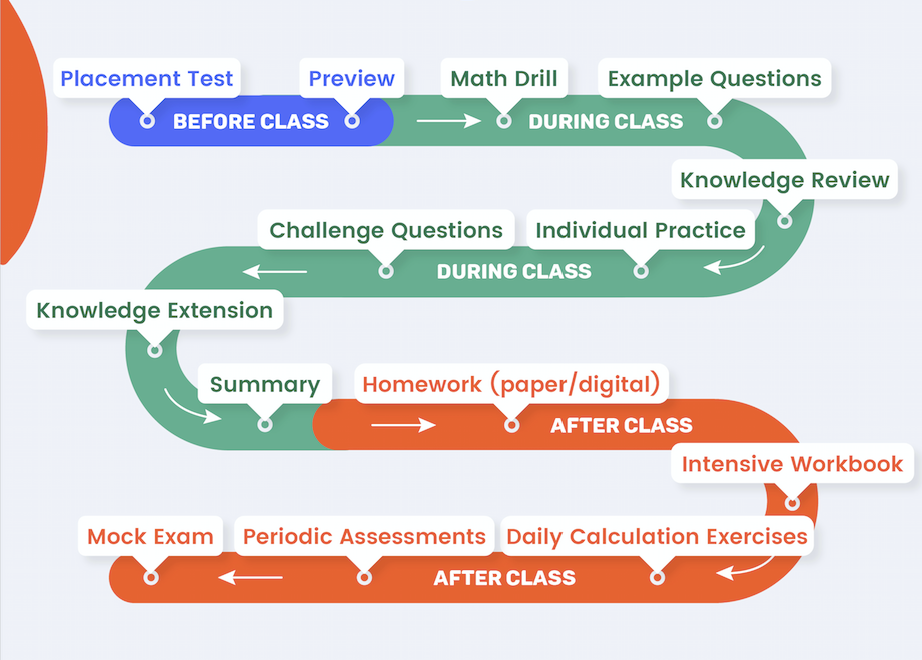 Placement Test
Preview
Math Drill
Example Questions
BEFORE CLASS
DURING CLASS
Knowledge Review
Challenge Questions
Individual Practice
DURING CLASS
Knowledge Extension
Summary
Homework (paper/digital)
AFTER CLASS
Intensive Workbook
Mock Exam
Periodic Assessments
Daily Calculation Exercises
AFTER CLASS